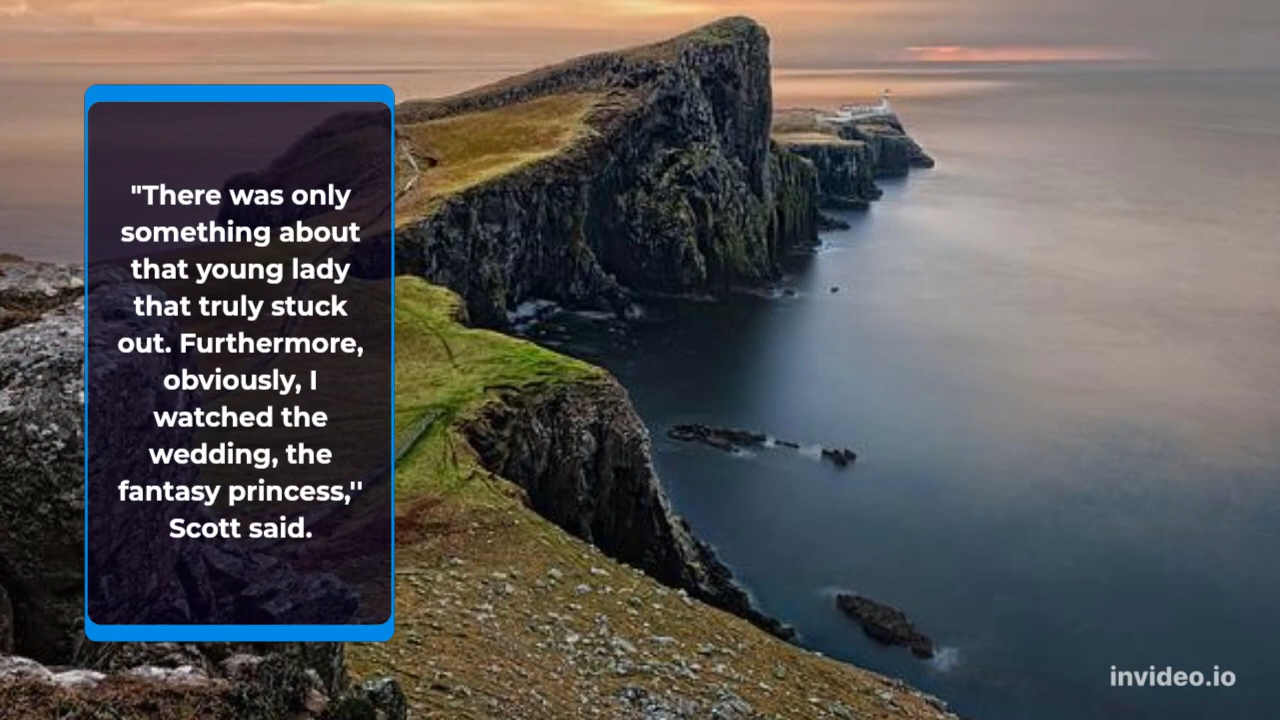 "There was only
something about
that young lady
that truly stuck
out. Furthermore,
obviously, I
watched the
wedding, the
fantasy princess,''
Scott said.
invideo.io